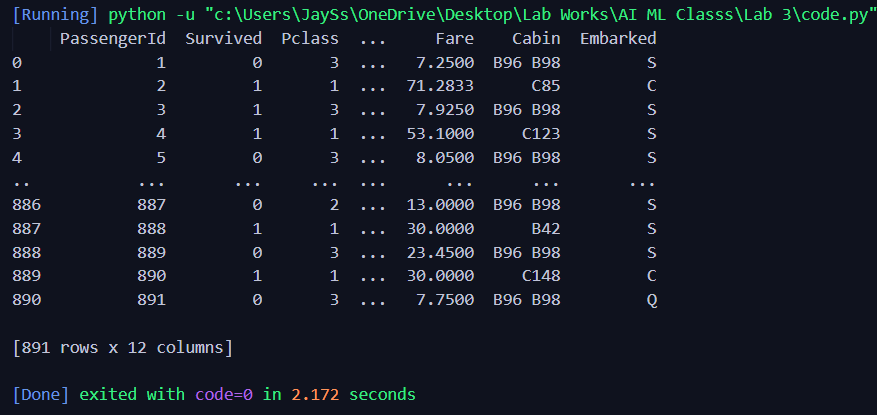 [Running] python -u "c:\Users\JaySs\OneDrive\Desktop\Lab Works\AI ML Classs\Lab 3\code.py"
PassengerId Survived Pclass ... Fare Cabin Embarked
0 1 0 3 ... 7.2500 B96 B98 S
1 2 1 1 ... 71.2833 C85 C
2 3 1 3 ... 7.9250 B96 B98 S
3 4 1 1 ... 53.1000 C123 S
4 5 0 3 ... 8.0500 B96 B98 S
.. ... ... ... ... ... ... ...
886 887 0 2 ... 13.0000 B96 B98 S
887 888 1 1 ... 30.0000 B42 S
888 889 0 3 ... 23.4500 B96 B98 S
889 890 1 1 ... 30.0000 C148 C
890 891 0 3 ... 7.7500 B96 B98 Q
[891 rows x 12 columns]
[Done] exited with code=0 in 2.172 seconds